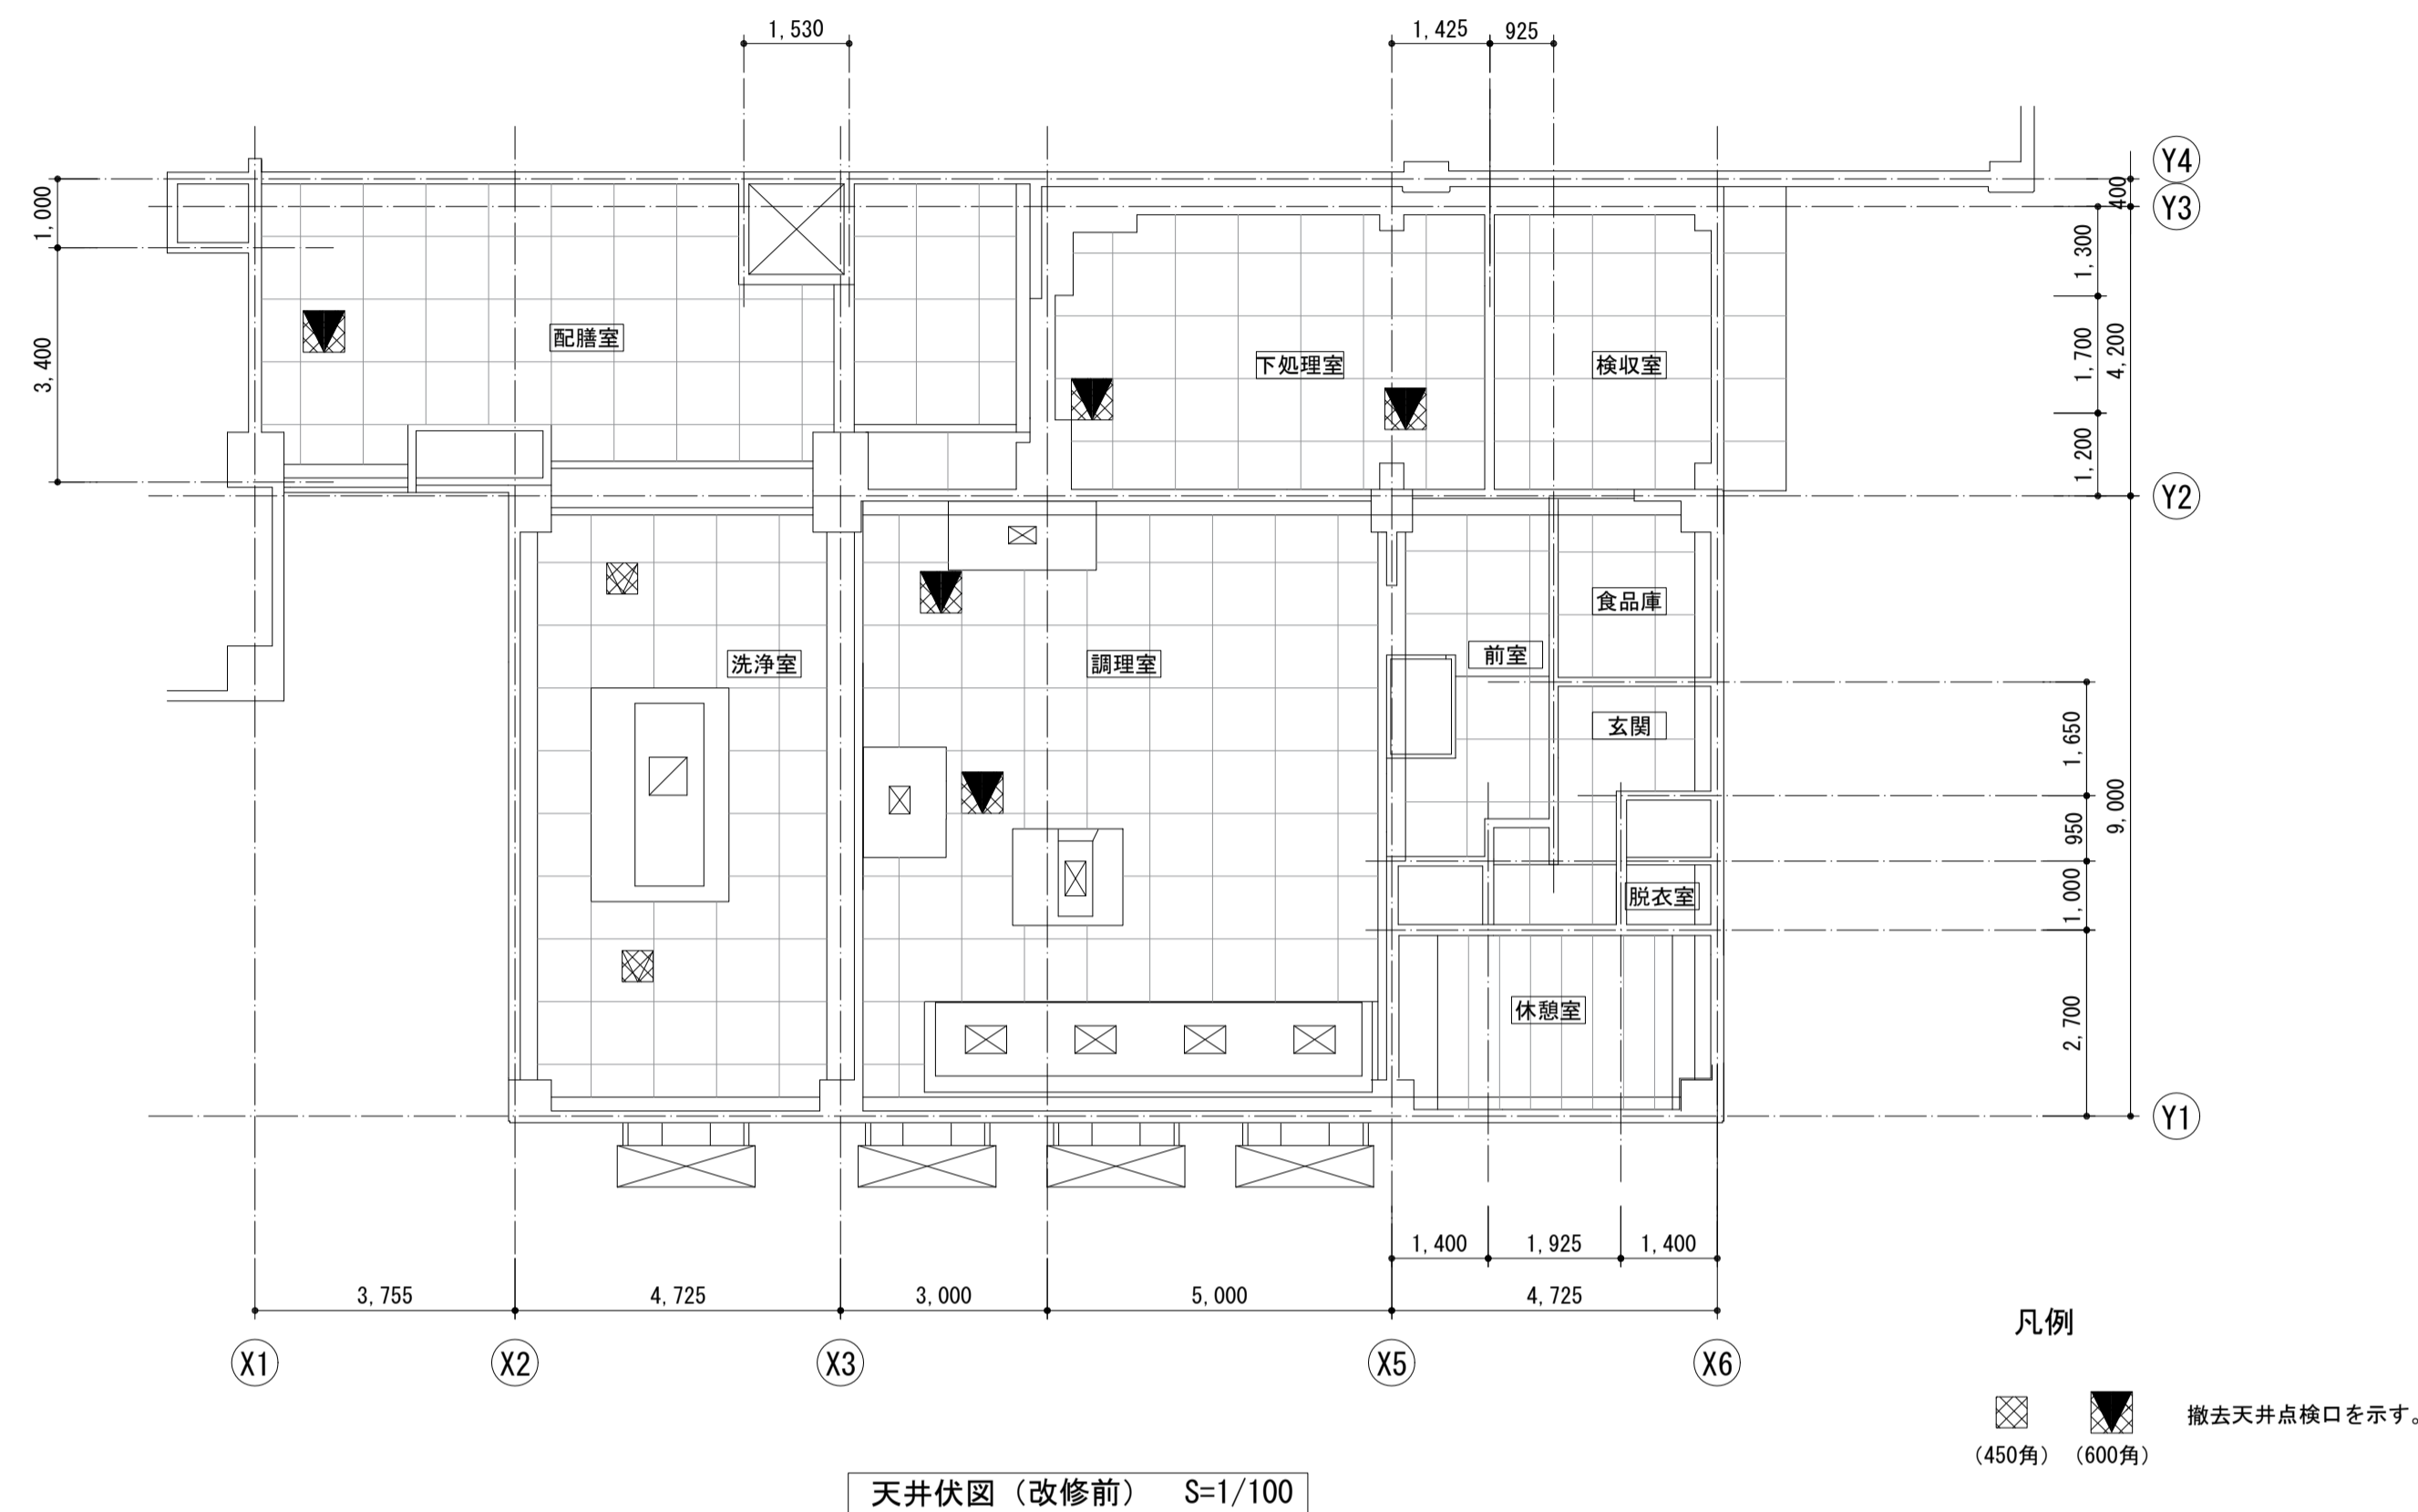 1,530
1,425
925
Y4
400
Y3
1,000
1,300
3,400
配膳室
下処理室
検収室
1,700
4,200
1,200
Y2
食品庫
洗浄室
調理室
前室
玄関
1,650
950
9,000
脱衣室
1,000
休憩室
2,700
Y1
1,400
1,925
1,400
3,755
4,725
3,000
5,000
4,725
X1
X2
X3
X5
X6
凡例
撤去天井点検口を示す。
(450角)
(600角)
天井伏図(改修前) S=1/100